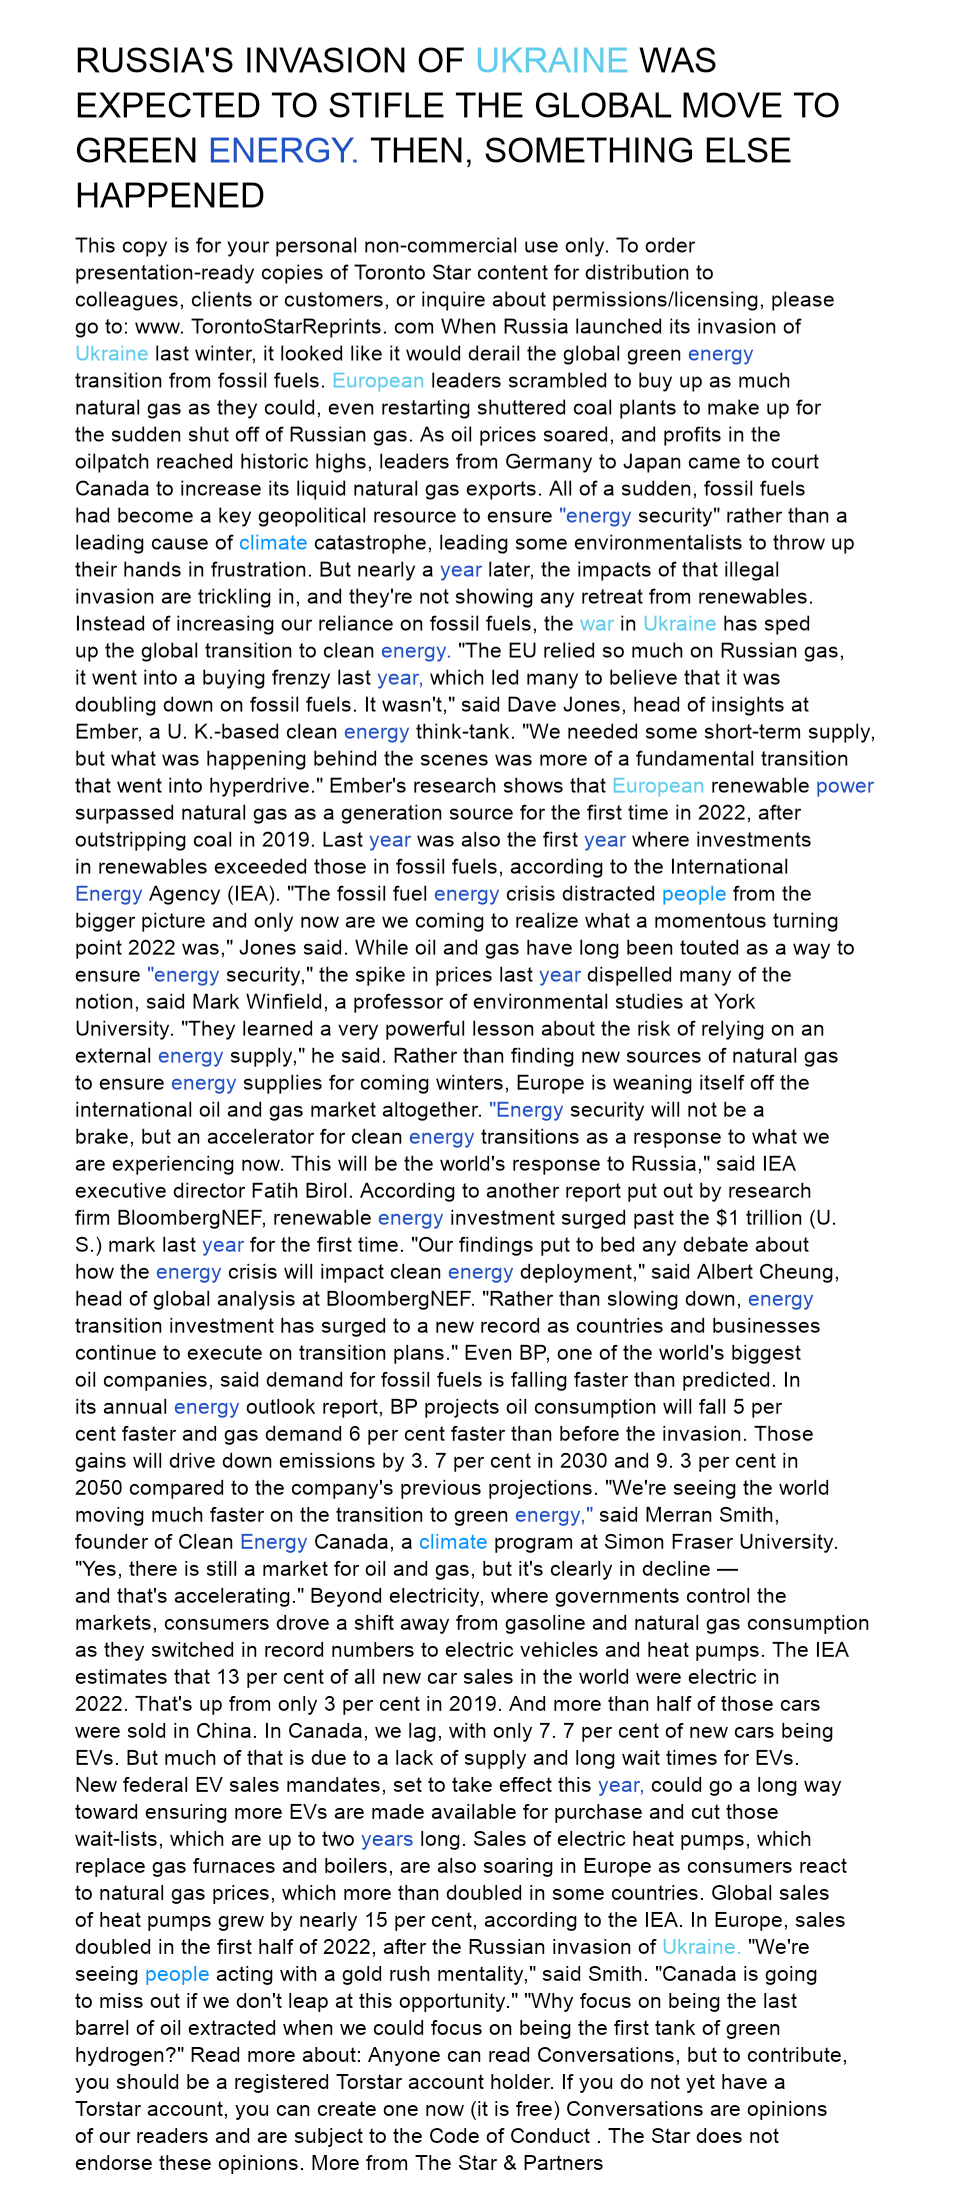 RUSSIA'S INVASION OF UKRAINE WAS
EXPECTED TO STIFLE THE GLOBAL MOVE TO
GREEN ENERGY. THEN, SOMETHING ELSE
HAPPENED
This copy is for your personal non-commercial use only. To order
presentation-ready copies of Toronto Star content for distribution to
colleagues, clients or customers, or inquire about permissions/licensing, please
go to: www. TorontoStarReprints. com When Russia launched its invasion of
Ukraine last winter, it looked like it would derail the global green energy
transition from fossil fuels. European leaders scrambled to buy up as much
natural gas as they could, even restarting shuttered coal plants to make up for
the sudden shut off of Russian gas. As oil prices soared, and profits in the
oilpatch reached historic highs, leaders from Germany to Japan came to court
Canada to increase its liquid natural gas exports. All of a sudden, fossil fuels
had become a key geopolitical resource to ensure "energy security" rather than a
leading cause of climate catastrophe, leading some environmentalists to throw up
their hands in frustration. But nearly a year later, the impacts of that illegal
invasion are trickling in, and they're not showing any retreat from renewables.
Instead of increasing our reliance on fossil fuels, the war in Ukraine has sped
up the global transition to clean energy. "The EU relied so much on Russian gas,
it went into a buying frenzy last year, which led many to believe that it was
doubling down on fossil fuels. It wasn't," said Dave Jones, head of insights at
Ember, a U. K.-based clean energy think-tank. "We needed some short-term supply,
but what was happening behind the scenes was more of a fundamental transition
that went into hyperdrive." Ember's research shows that European renewable power
surpassed natural gas as a generation source for the first time in 2022, after
outstripping coal in 2019. Last year was also the first year where investments
in renewables exceeded those in fossil fuels, according to the International
Energy Agency (IEA). "The fossil fuel energy crisis distracted people from the
bigger picture and only now are we coming to realize what a momentous turning
point 2022 was," Jones said. While oil and gas have long been touted as a way to
ensure "energy security," the spike in prices last year dispelled many of the
notion, said Mark Winfield, a professor of environmental studies at York
University. "They learned a very powerful lesson about the risk of relying on an
external energy supply," he said. Rather than finding new sources of natural gas
to ensure energy supplies for coming winters, Europe is weaning itself off the
international oil and gas market altogether. "Energy security will not be a
brake, but an accelerator for clean energy transitions as a response to what we
are experiencing now. This will be the world's response to Russia," said IEA
executive director Fatih Birol. According to another report put out by research
firm BloombergNEF, renewable energy investment surged past the $1 trillion (U.
S.) mark last year for the first time. "Our findings put to bed any debate about
how the energy crisis will impact clean energy deployment," said Albert Cheung,
head of global analysis at BloombergNEF. "Rather than slowing down, energy
transition investment has surged to a new record as countries and businesses
continue to execute on transition plans." Even BP, one of the world's biggest
oil companies, said demand for fossil fuels is falling faster than predicted. In
its annual energy outlook report, BP projects oil consumption will fall 5 per
cent faster and gas demand 6 per cent faster than before the invasion. Those
gains will drive down emissions by 3. 7 per cent in 2030 and 9. 3 per cent in
2050 compared to the company's previous projections. "We're seeing the world
moving much faster on the transition to green energy," said Merran Smith,
founder of Clean Energy Canada, a climate program at Simon Fraser University.
"Yes, there is still a market for oil and gas, but it's clearly in decline —
and that's accelerating." Beyond electricity, where governments control the
markets, consumers drove a shift away from gasoline and natural gas consumption
as they switched in record numbers to electric vehicles and heat pumps. The IEA
estimates that 13 per cent of all new car sales in the world were electric in
2022. That's up from only 3 per cent in 2019. And more than half of those cars
were sold in China. In Canada, we lag, with only 7. 7 per cent of new cars being
EVs. But much of that is due to a lack of supply and long wait times for EVs.
New federal EV sales mandates, set to take effect this year, could go a long way
toward ensuring more EVs are made available for purchase and cut those
wait-lists, which are up to two years long. Sales of electric heat pumps, which
replace gas furnaces and boilers, are also soaring in Europe as consumers react
to natural gas prices, which more than doubled in some countries. Global sales
of heat pumps grew by nearly 15 per cent, according to the IEA. In Europe, sales
doubled in the first half of 2022, after the Russian invasion of Ukraine. "We're
seeing people acting with a gold rush mentality," said Smith. "Canada is going
to miss out if we don't leap at this opportunity." "Why focus on being the last
barrel of oil extracted when we could focus on being the first tank of green
hydrogen?" Read more about: Anyone can read Conversations, but to contribute,
you should be a registered Torstar account holder. If you do not yet have a
Torstar account, you can create one now (it is free) Conversations are opinions
of our readers and are subject to the Code of Conduct . The Star does not
endorse these opinions. More from The Star & Partners